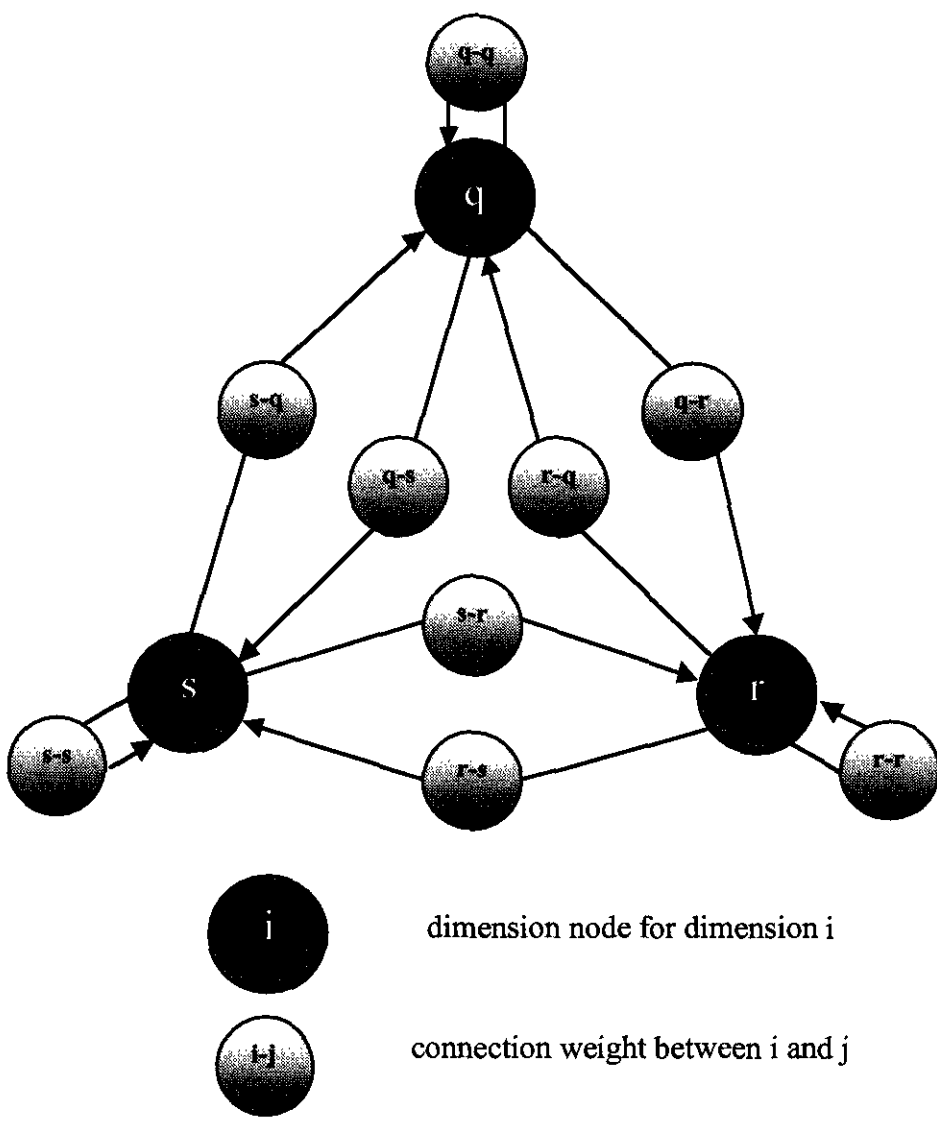 q-q
q
s-q
q-r
q-s
r-q
s-r
s
r
s-s
r-s
r-r
i
dimension node for dimension i
i-j
connection weight between i and j